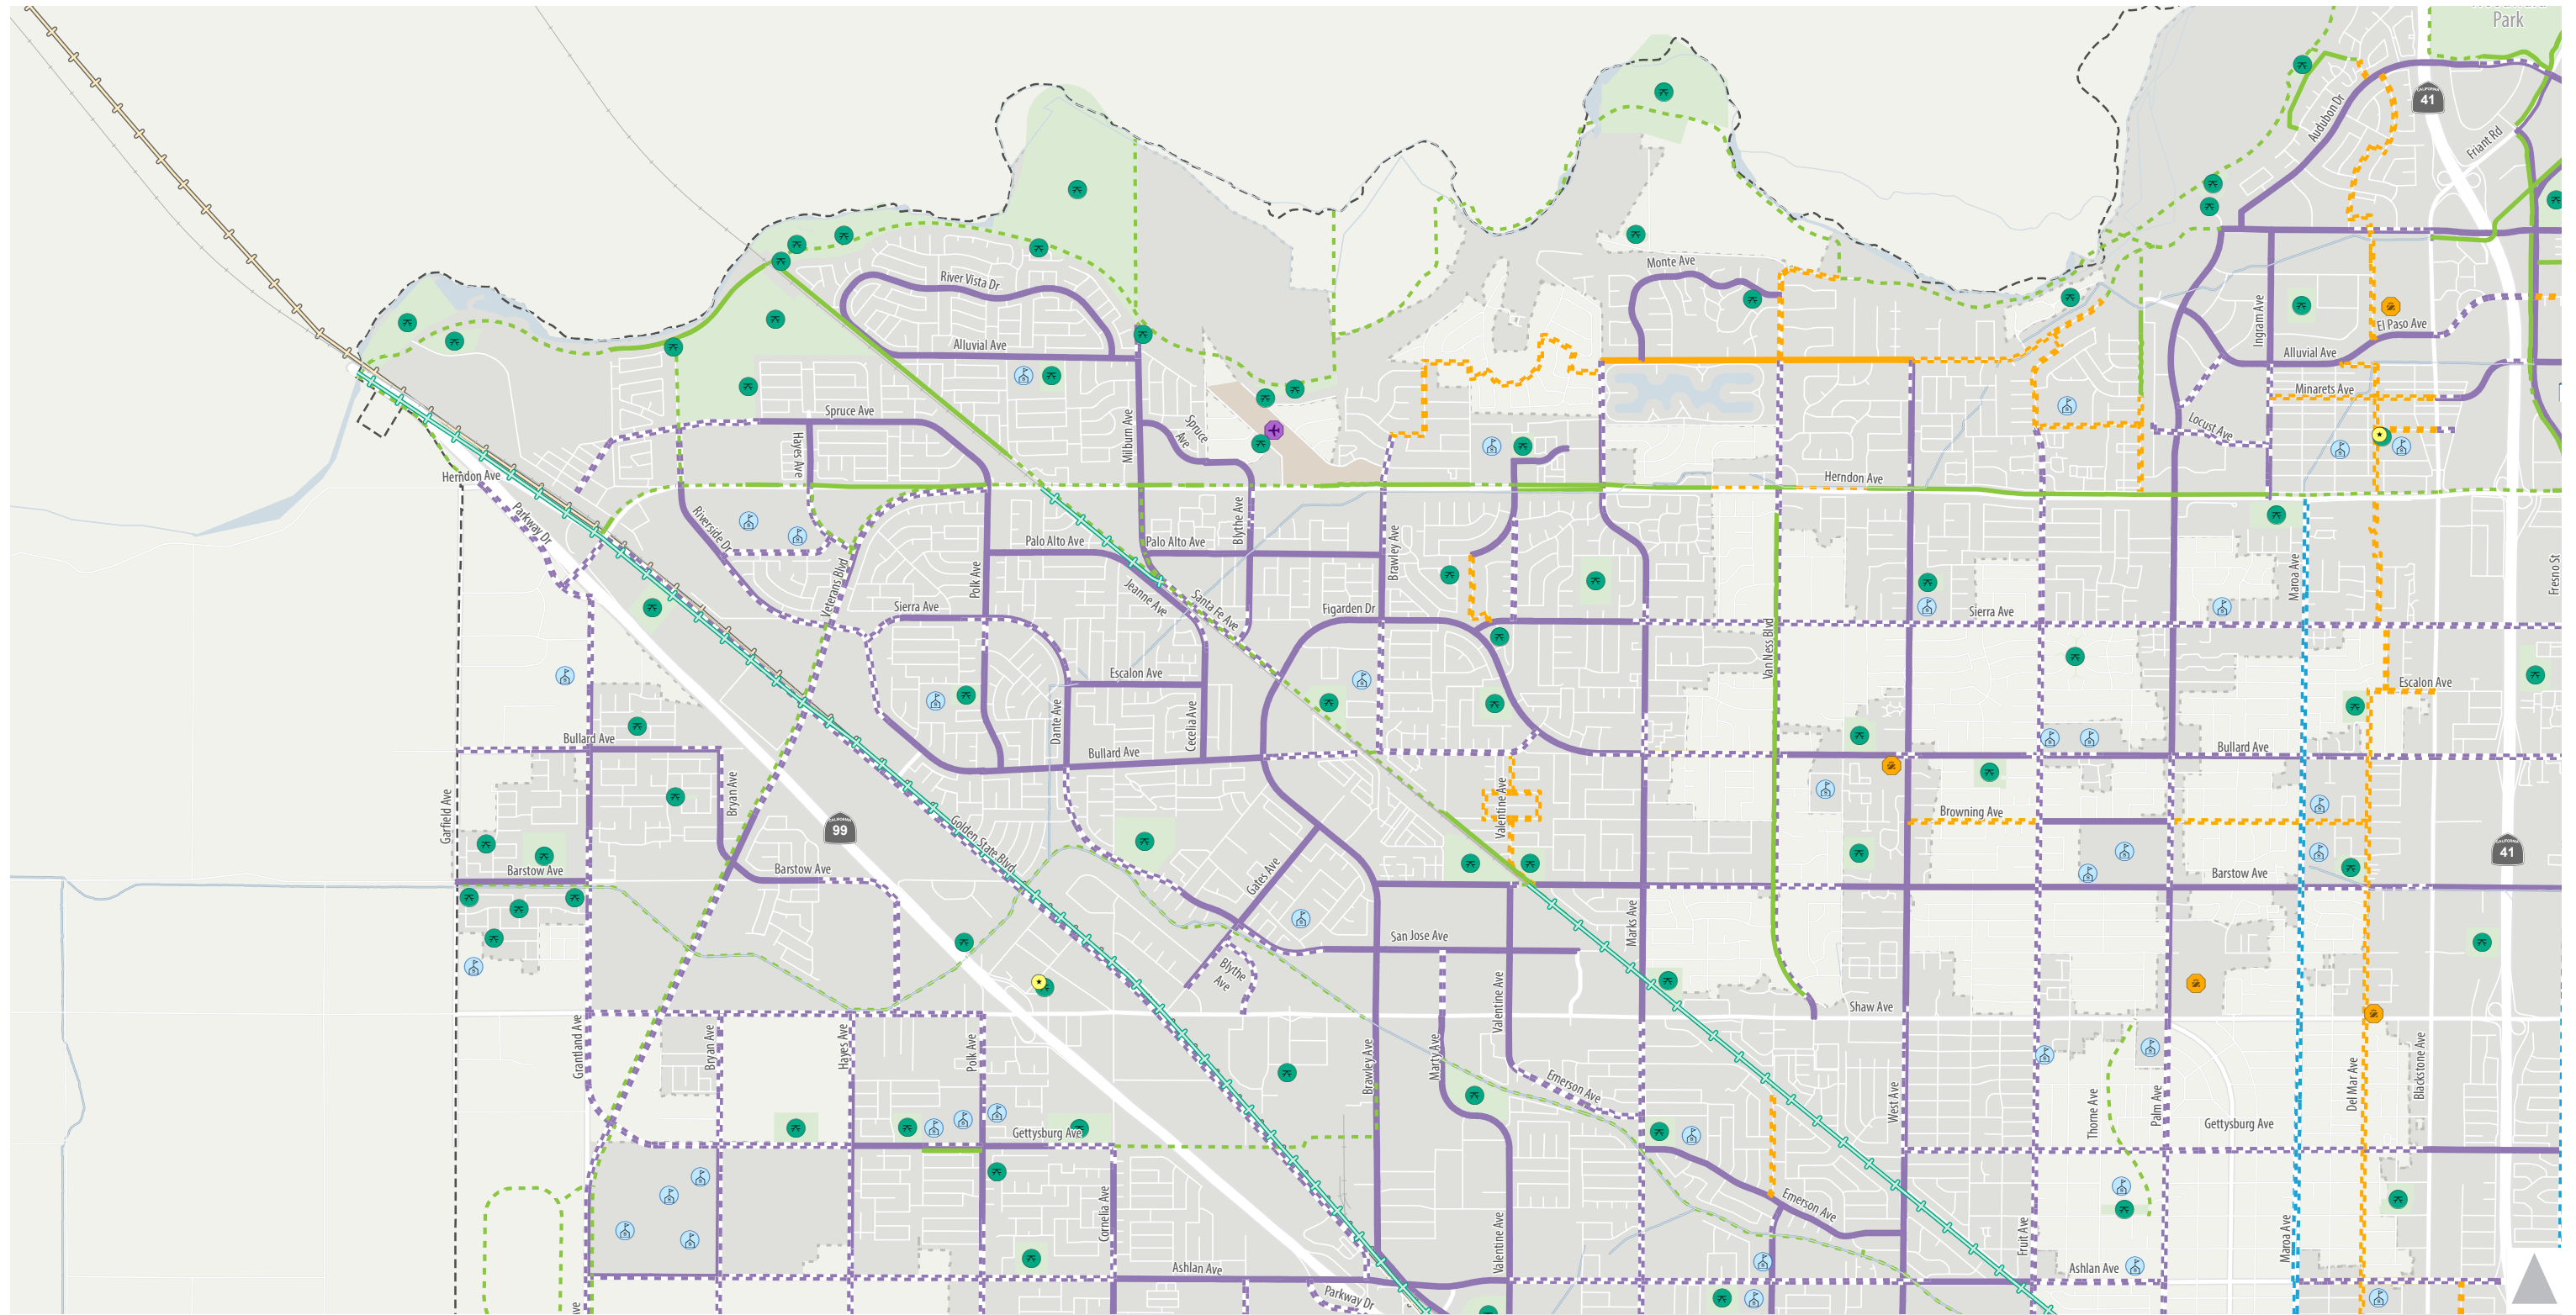 Park
CALIFORNIA
41
Audubon Dr
Friant Rd
Monte Ave
River Vista Dr
Ingram Ave
El Paso Ave
Alluvial Ave
Alluvial Ave
Minarets Ave
Spruce Ave
Milburn Ave
Spruce
Ave
Locust Ave
Hayes Ave
Herndon Ave
Herndon Ave
Parkway Dr
Riverside Dr
Blythe Ave
Palo Alto Ave
Palo Alto Ave
Brawley Ave
Veterans Blvd
Polk Ave
Jeanne Ave
Santa Fe Ave
Maroa Ave
Fresno St
Sierra Ave
Figarden Dr
Sierra Ave
Van Ness Blvd
Escalon Ave
Escalon Ave
Dante Ave
Cecelia Ave
Bullard Ave
Bullard Ave
Bullard Ave
Garfield Ave
Bryan Ave
CALIFORNIA
99
Golden State Blvd
Valentine Ave
Browning Ave
CALIFORNIA
41
Barstow Ave
Barstow Ave
Gates Ave
Barstow Ave
Marks Ave
San Jose Ave
Blythe
Ave
Valentine Ave
Shaw Ave
Grantland Ave
Bryan Ave
Hayes Ave
Polk Ave
Brawley Ave
Marty Ave
Emerson Ave
West Ave
Thorne Ave
Palm Ave
Del Mar Ave
Blackstone Ave
Gettysburg Ave
Gettysburg Ave
Cornelia Ave
Valentine Ave
Emerson Ave
Fruit Ave
Maroa Ave
Ashlan Ave
Ashlan Ave
Parkway Dr